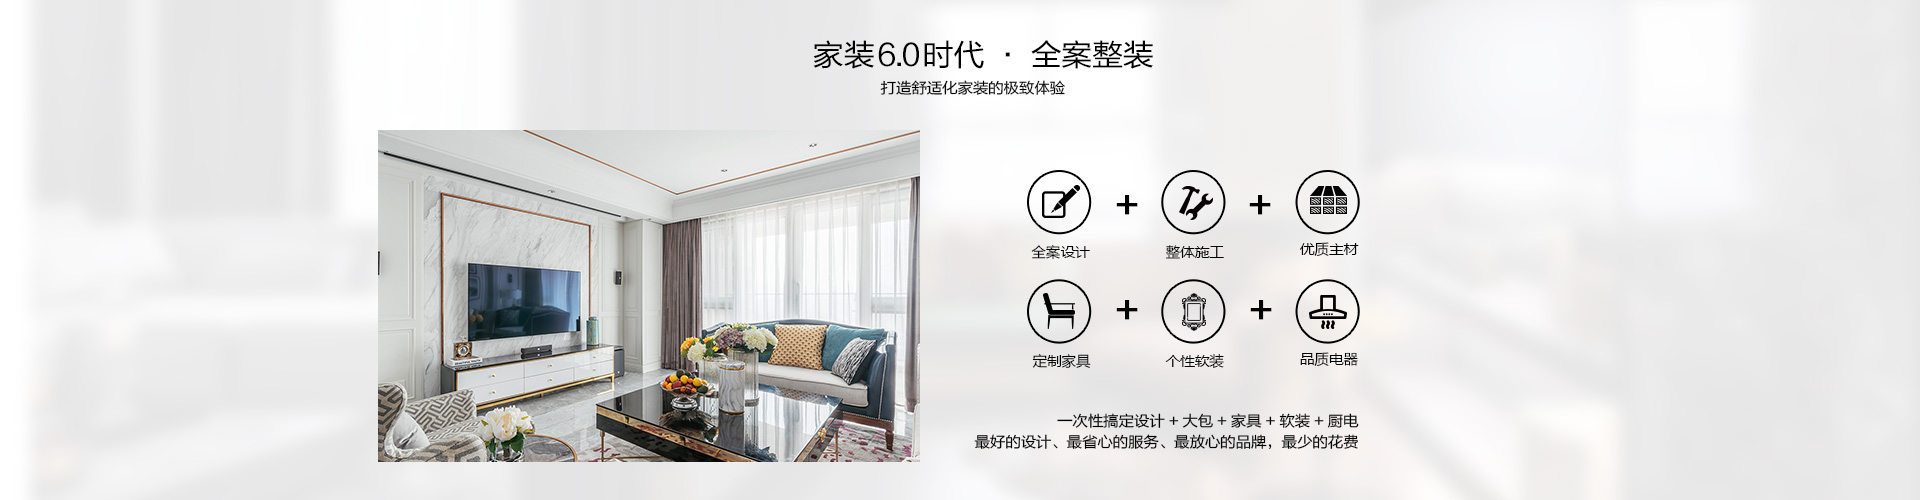 家装6.0时代 · 全案整装
打造舒适化家装的极致体验
全案设计 + 整体施工 + 优质主材
定制家具 + 个性软装 + 品质电器
一次性搞定设计 + 大包 + 家具 + 软装 + 厨电
最好的设计、最省心的服务、最放心的品牌，最少的花费